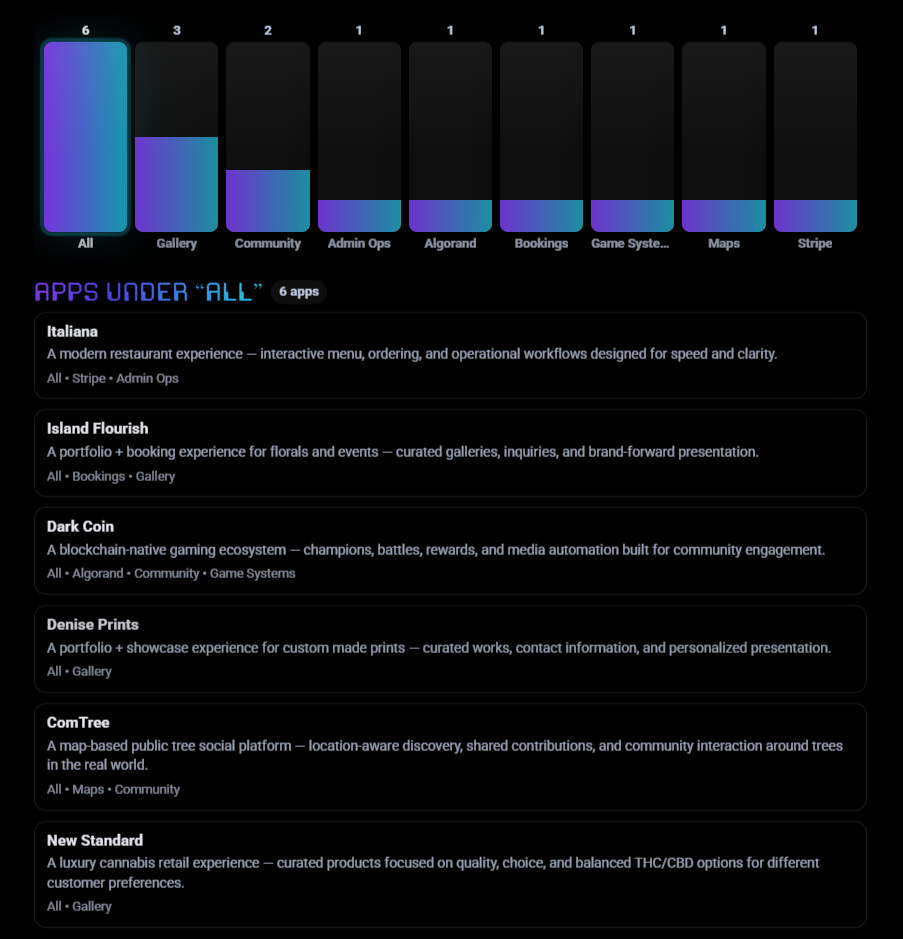 6 3 2 1 1 1 1 1 1
All Gallery Community Admin Ops Algorand Bookings Game Syste... Maps Stripe
APPS UNDER “ALL” 6 apps
Italiana
A modern restaurant experience — interactive menu, ordering, and operational workflows designed for speed and clarity.
All • Stripe • Admin Ops
Island Flourish
A portfolio + booking experience for florals and events — curated galleries, inquiries, and brand-forward presentation.
All • Bookings • Gallery
Dark Coin
A blockchain-native gaming ecosystem — champions, battles, rewards, and media automation built for community engagement.
All • Algorand • Community • Game Systems
Denise Prints
A portfolio + showcase experience for custom made prints — curated works, contact information, and personalized presentation.
All • Gallery
ComTree
A map-based public tree social platform — location-aware discovery, shared contributions, and community interaction around trees
in the real world.
All • Maps • Community
New Standard
A luxury cannabis retail experience — curated products focused on quality, choice, and balanced THC/CBD options for different
customer preferences.
All • Gallery